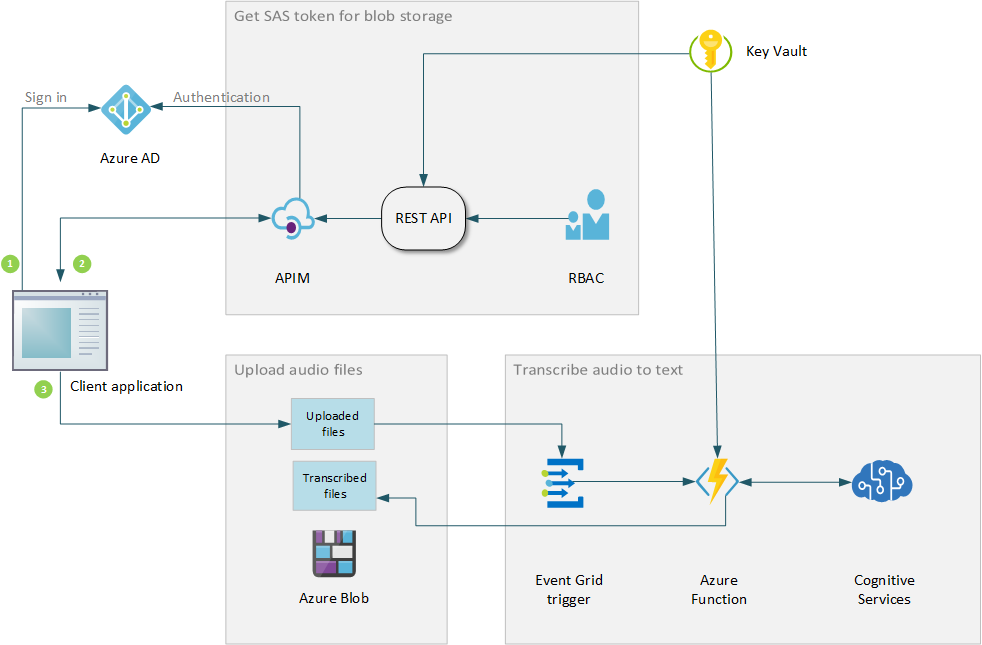 Get SAS token for blob storage
Key Vault
Sign in
Authentication
Azure AD
REST API
APIM
RBAC
1
2
3
Client application
Upload audio files
Uploaded
files
Transcribed
files
Azure Blob
Transcribe audio to text
Event Grid
trigger
Azure
Function
Cognitive
Services